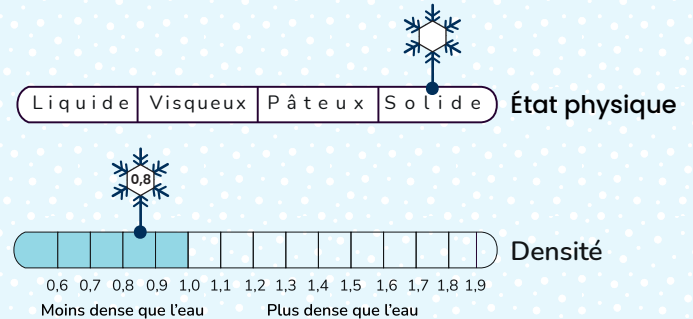 Liquide Visqueux Pâteux Solide État physique
0,8
Densité
0,6 0,7 0,8 0,9 1,0 1,1 1,2 1,3 1,4 1,5 1,6 1,7 1,8 1,9
Moins dense que l’eau Plus dense que l’eau